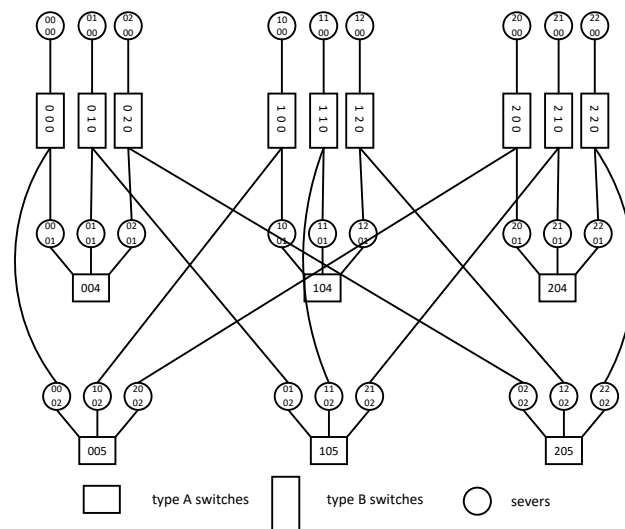 00 01 02 10 11 12 20 21 22
00 00 00 00 00 00 00 00 00
0 0 0 0 1 0 0 2 0 1 0 0 1 1 0 1 2 0 2 0 0 2 1 0 2 2 0
00 01 02 10 11 12 20 21 22
01 01 01 01 01 01 01 01 01
004 104 204
00 10 20 01 11 21 02 12 22
02 02 02 02 02 02 02 02 02
005 105 205
type A switches type B switches severs